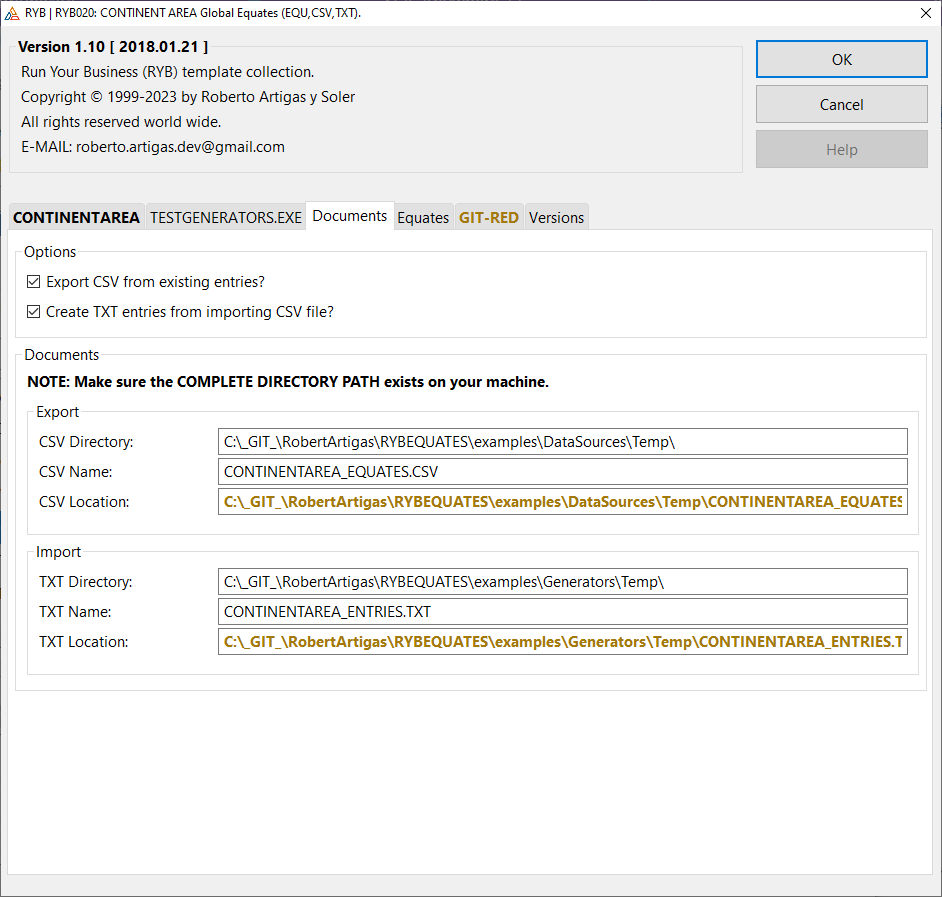 RYB | RYB020: CONTINENT AREA Global Equates (EQU,CSV,TXT).
Version 1.10 [ 2018.01.21 ]
Run Your Business (RYB) template collection.
Copyright © 1999-2023 by Roberto Artigas y Soler
All rights reserved world wide.
E-MAIL: roberto.artigas.dev@gmail.com
OK
Cancel
Help
CONTINENTAREA TESTGENERATORS.EXE Documents Equates GIT-RED Versions
Options
Export CSV from existing entries?
Create TXT entries from importing CSV file?
Documents
NOTE: Make sure the COMPLETE DIRECTORY PATH exists on your machine.
Export
CSV Directory: C:\_GIT_\RobertArtigas\RYBEQUATES\examples\DataSources\Temp\
CSV Name: CONTINENTAREA_EQUATES.CSV
CSV Location: C:\_GIT_\RobertArtigas\RYBEQUATES\examples\DataSources\Temp\CONTINENTAREA_EQUATES
Import
TXT Directory: C:\_GIT_\RobertArtigas\RYBEQUATES\examples\Generators\Temp\
TXT Name: CONTINENTAREA_ENTRIES.TXT
TXT Location: C:\_GIT_\RobertArtigas\RYBEQUATES\examples\Generators\Temp\CONTINENTAREA_ENTRIES.T